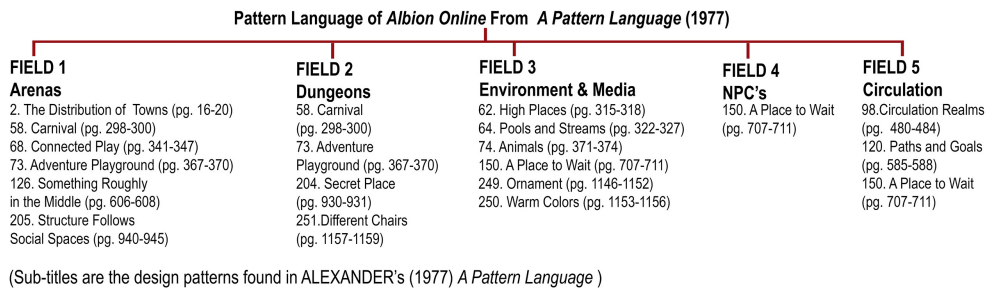 Pattern Language of Albion Online From A Pattern Language (1977)
FIELD 1
Arenas
2. The Distribution of Towns (pg. 16-20)
58. Carnival (pg. 298-300)
68. Connected Play (pg. 341-347)
73. Adventure Playground (pg. 367-370)
126. Something Roughly
in the Middle (pg. 606-608)
205. Structure Follows
Social Spaces (pg. 940-945)
FIELD 2
Dungeons
58. Carnival
(pg. 298-300)
73. Adventure
Playground (pg. 367-370)
204. Secret Place
(pg. 930-931)
251.Different Chairs
(pg. 1157-1159)
FIELD 3
Environment & Media
62. High Places (pg. 315-318)
64. Pools and Streams (pg. 322-327)
74. Animals (pg. 371-374)
150. A Place to Wait (pg. 707-711)
249. Ornament (pg. 1146-1152)
250. Warm Colors (pg. 1153-1156)
FIELD 4
NPC's
150. A Place to Wait
(pg. 707-711)
FIELD 5
Circulation
98.Circulation Realms
(pg. 480-484)
120. Paths and Goals
(pg. 585-588)
150. A Place to Wait
(pg. 707-711)
(Sub-titles are the design patterns found in ALEXANDER's (1977) A Pattern Language )